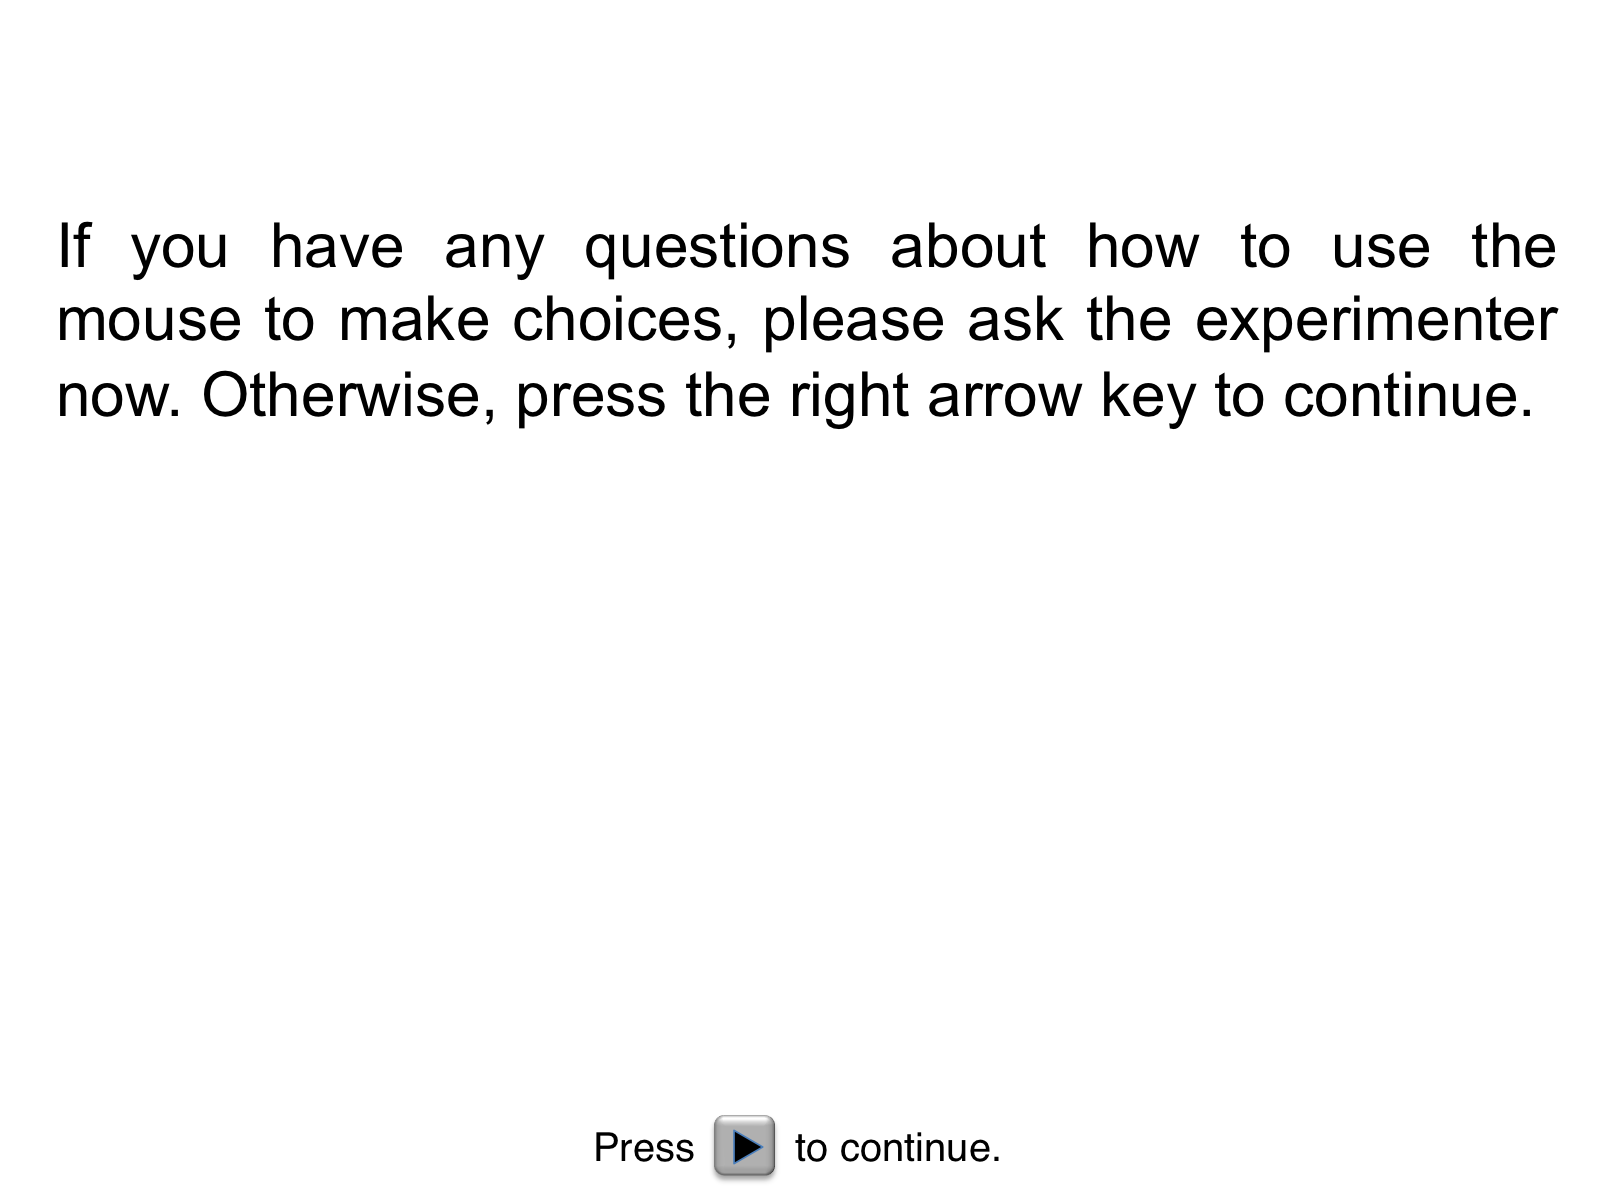 If you have any questions about how to use the
mouse to make choices, please ask the experimenter
now. Otherwise, press the right arrow key to continue.
Press to continue.